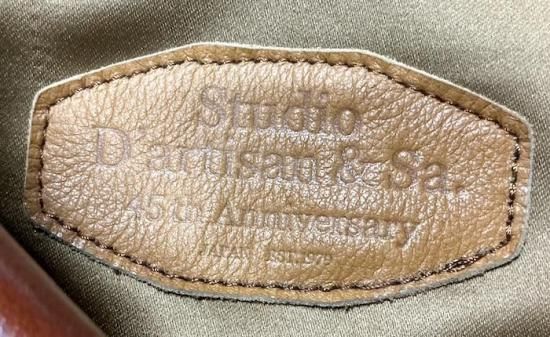 Studio
D'artisan & Sa.
45th Anniversary
JAPAN EST.1979